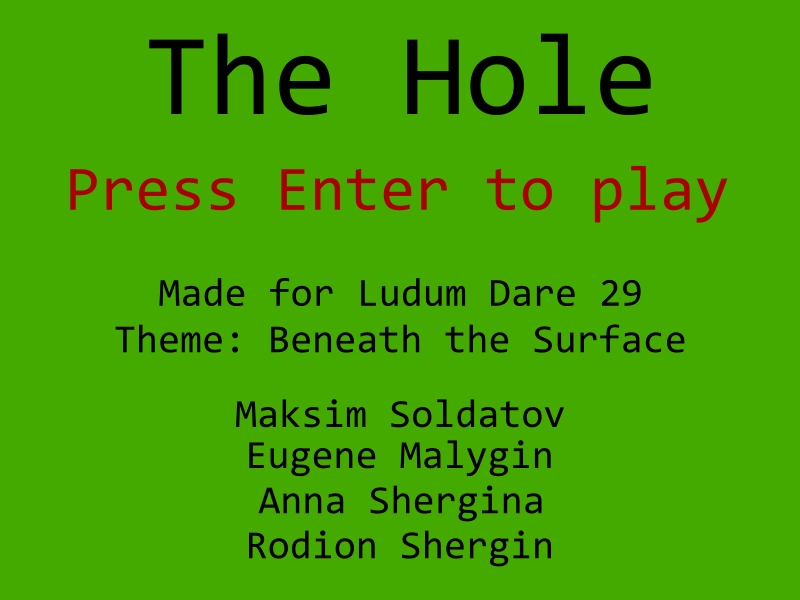 The Hole
Press Enter to play
Made for Ludum Dare 29
Theme: Beneath the Surface
Maksim Soldatov
Eugene Malygin
Anna Shergina
Rodion Shergin